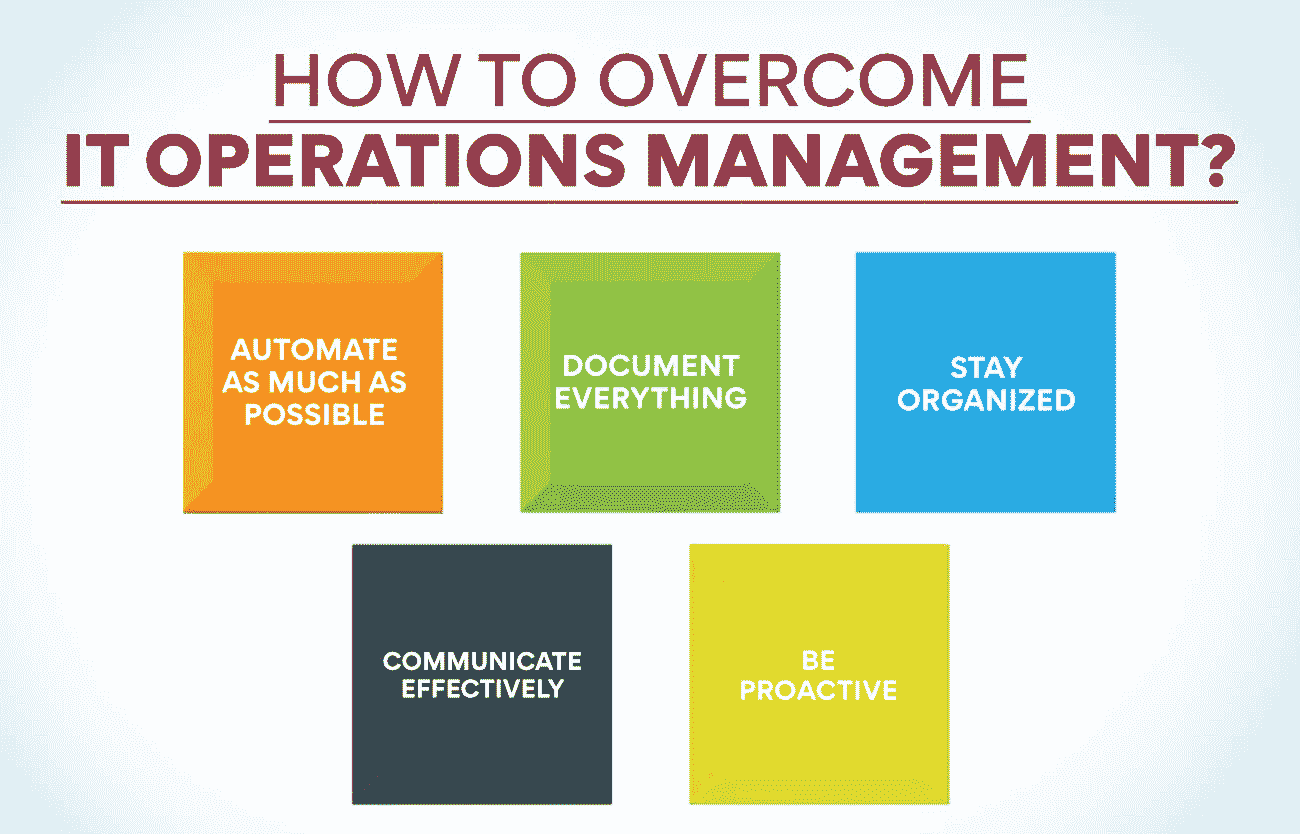 HOW TO OVERCOME
IT OPERATIONS MANAGEMENT?
AUTOMATE
AS MUCH AS
POSSIBLE
DOCUMENT
EVERYTHING
STAY
ORGANIZED
COMMUNICATE
EFFECTIVELY
BE
PROACTIVE